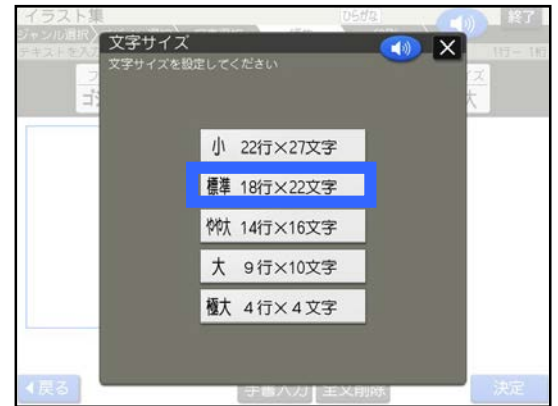 イラスト集
ひらがな
終了
ジャンル選択
テキストを入力
文字サイズ
文字サイズを設定してください
小 22行×27文字
標準 18行×22文字
やや大 14行×16文字
大 9行×10文字
極大 4行×4文字
戻る
手書入力
全文削除
決定